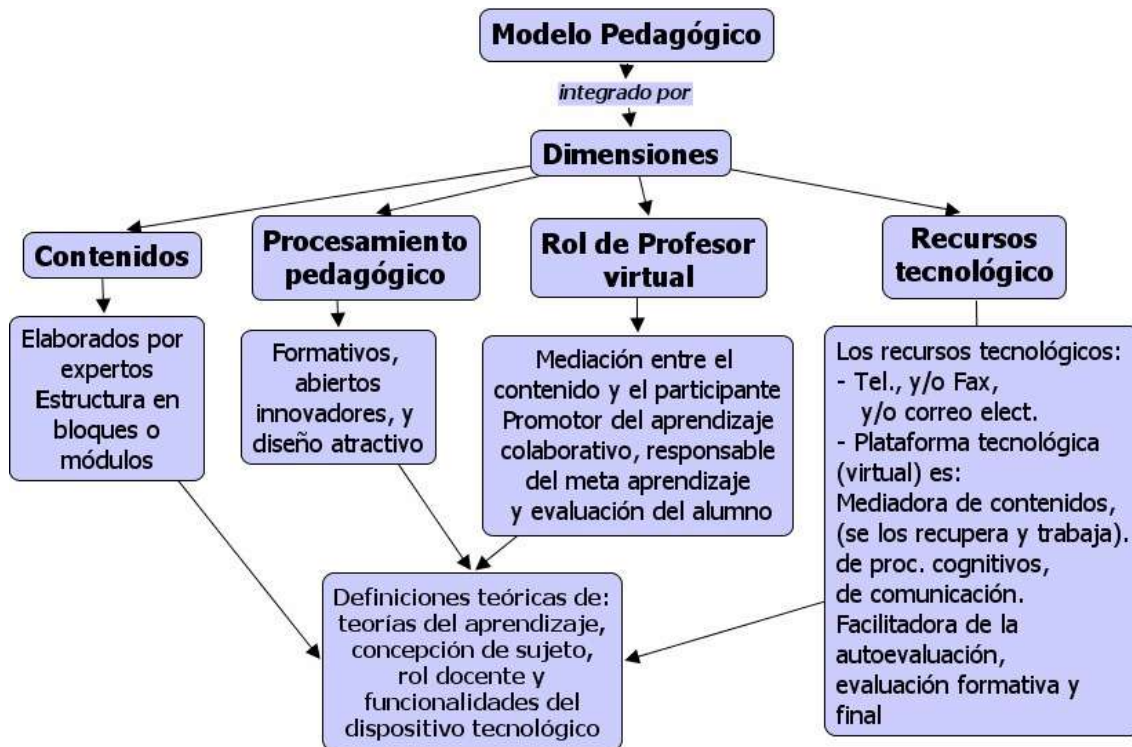 Modelo Pedagógico
integrado por
Dimensiones
Contenidos
Procesamiento
pedagógico
Rol de Profesor
virtual
Recursos
tecnológico
Elaborados por
expertos
Estructura en
bloques o
módulos
Formativos,
abiertos
innovadores, y
diseño atractivo
Mediación entre el
contenido y el participante
Promotor del aprendizaje
colaborativo, responsable
del meta aprendizaje
y evaluación del alumno
Los recursos tecnológicos:
- Tel., y/o Fax,
y/o correo elect.
- Plataforma tecnológica
(virtual) es:
Mediadora de contenidos,
(se los recupera y trabaja).
de proc. cognitivos,
de comunicación.
Facilitadora de la
autoevaluación,
evaluación formativa y
final
Definiciones teóricas de:
teorías del aprendizaje,
concepción de sujeto,
rol docente y
funcionalidades del
dispositivo tecnológico